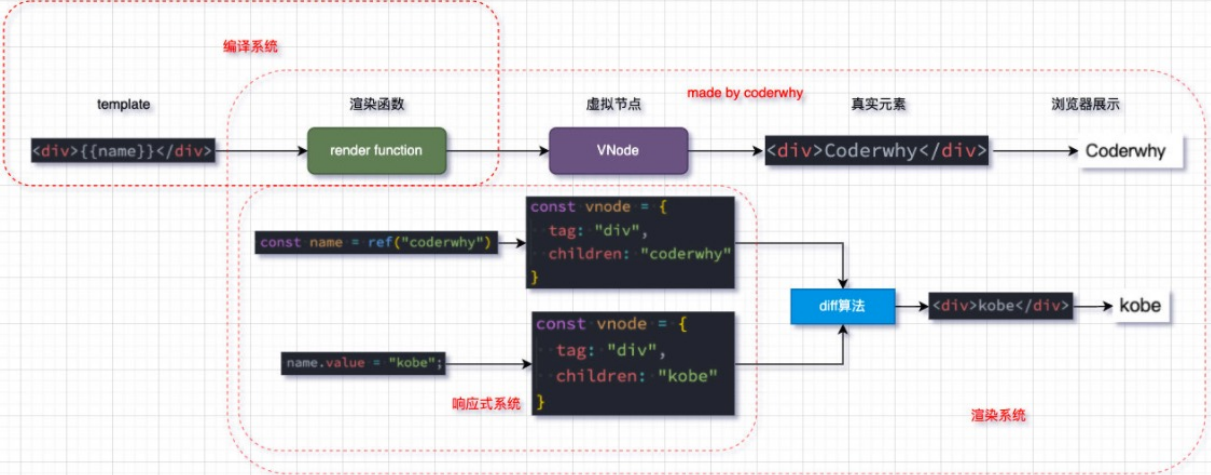 编译系统
made by coderwhy
template
渲染函数
虚拟节点
真实元素
浏览器展示
<div>{{name}}</div>
render function
VNode
<div>Coderwhy</div>
Coderwhy
const name = ref("coderwhy")
const vnode = {
tag: "div",
children: "coderwhy"
}
diff算法
<div>kobe</div>
kobe
name.value = "kobe";
const vnode = {
tag: "div",
children: "kobe"
}
响应式系统
渲染系统